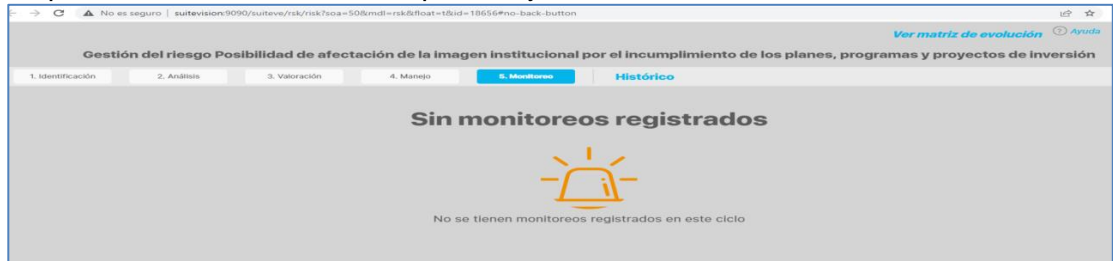 No es seguro | suitevision:9090/suiteve/rsk/risk?soa=50&mdl=rsk&float=t&id=18656#no-back-button
Ver matriz de evolución ? Ayuda
Gestión del riesgo Posibilidad de afectación de la imagen institucional por el incumplimiento de los planes, programas y proyectos de inversión
1. Identificación 2. Análisis 3. Valoración 4. Manejo 5. Monitoreo Histórico
Sin monitoreos registrados
No se tienen monitoreos registrados en este ciclo